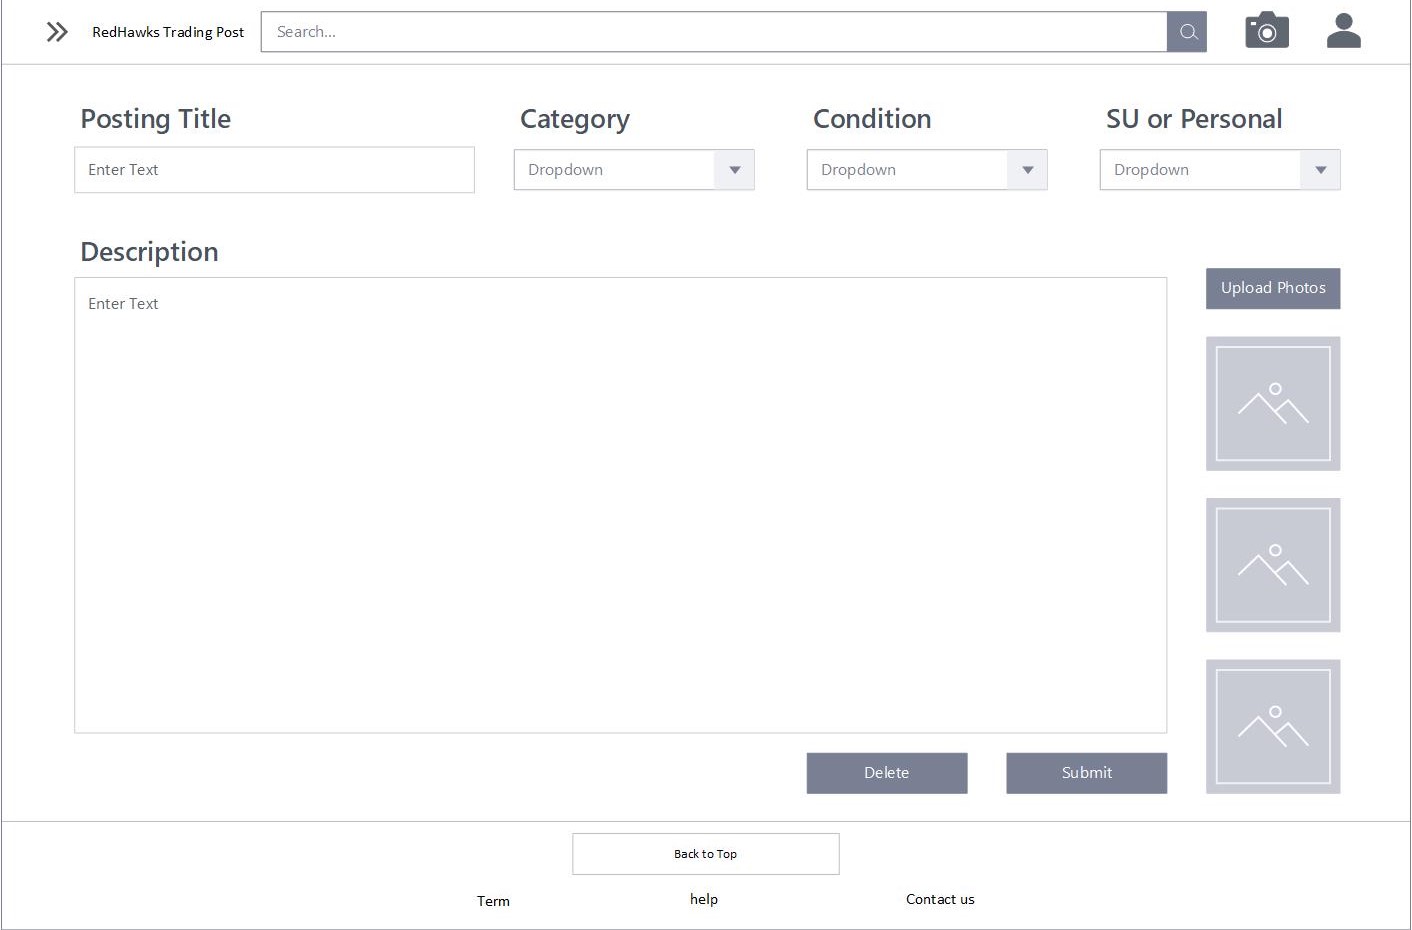 RedHawks Trading Post
Search...
Posting Title
Category
Condition
SU or Personal
Enter Text
Dropdown
Dropdown
Dropdown
Description
Enter Text
Upload Photos
Delete
Submit
Back to Top
Term
help
Contact us